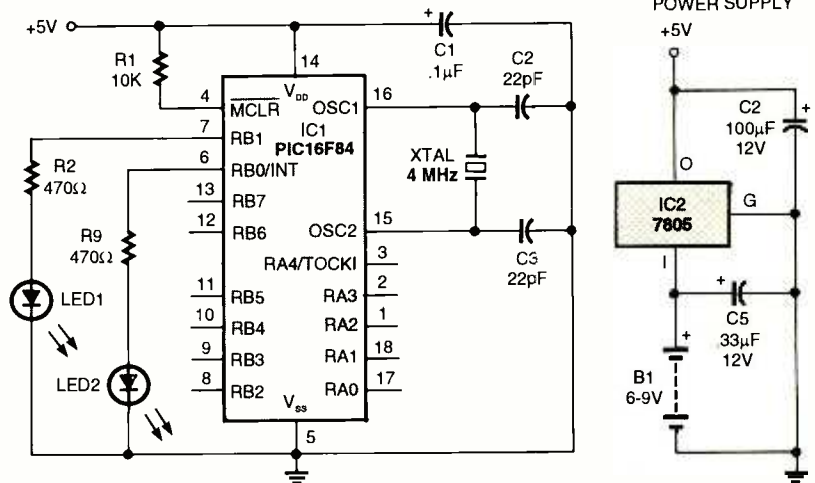 POWER SUPPLY
+5V
+5V
R1
10K
+
C1
.1µF
14
C2
22pF
+
C2
100µF
12V
4
MCLR
VDD
OSC1
16
7
RB1
IC1
PIC16F84
XTAL
4 MHz
R2
470Ω
6
RB0/INT
O
G
IC2
7805
13
RB7
12
RB6
OSC2
15
R9
470Ω
RA4/TOCKI
3
C3
22pF
I
LED1
11
RB5
RA3
2
+
C5
.33µF
12V
10
RB4
RA2
1
+
LED2
9
RB3
RA1
18
B1
6-9V
8
RB2
RA0
17
Vss
5